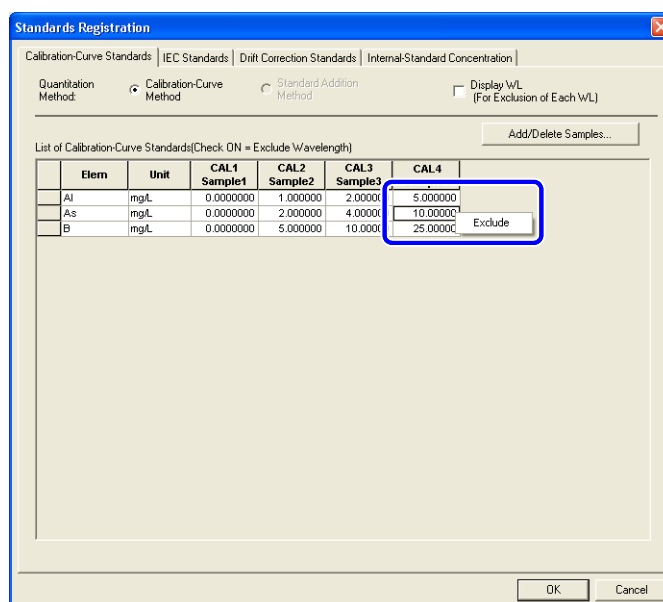 Standards Registration
Calibration-Curve Standards IEC Standards Drift Correction Standards Internal-Standard Concentration
Quantitation Method: Calibration-Curve Method Standard Addition Method Display WL (For Exclusion of Each WL)
Add/Delete Samples...
List of Calibration-Curve Standards(Check ON = Exclude Wavelength)
Elem Unit CAL1 Sample1 CAL2 Sample2 CAL3 Sample3 CAL4
Al mg/L 0.0000000 1.000000 2.00000 5.000000
As mg/L 0.0000000 2.000000 4.00000 10.00000
Exclude
B mg/L 0.0000000 5.000000 10.0000 25.00000
OK Cancel